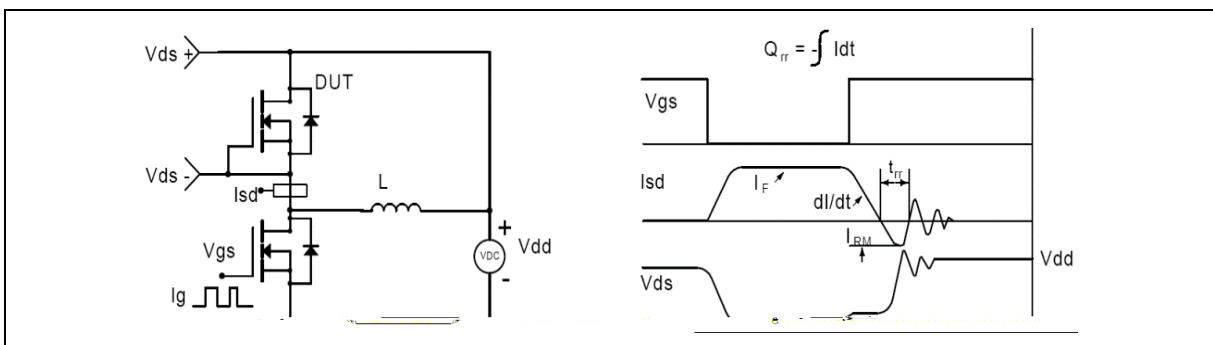 Vds +
DUT
Vds -
Isd
L
Vgs
Ig
+
VDC
-
Vdd
Q_rr = -∫ Idt
Vgs
Isd
I_F
dI/dt
t_rr
I_RM
Vds
Vdd